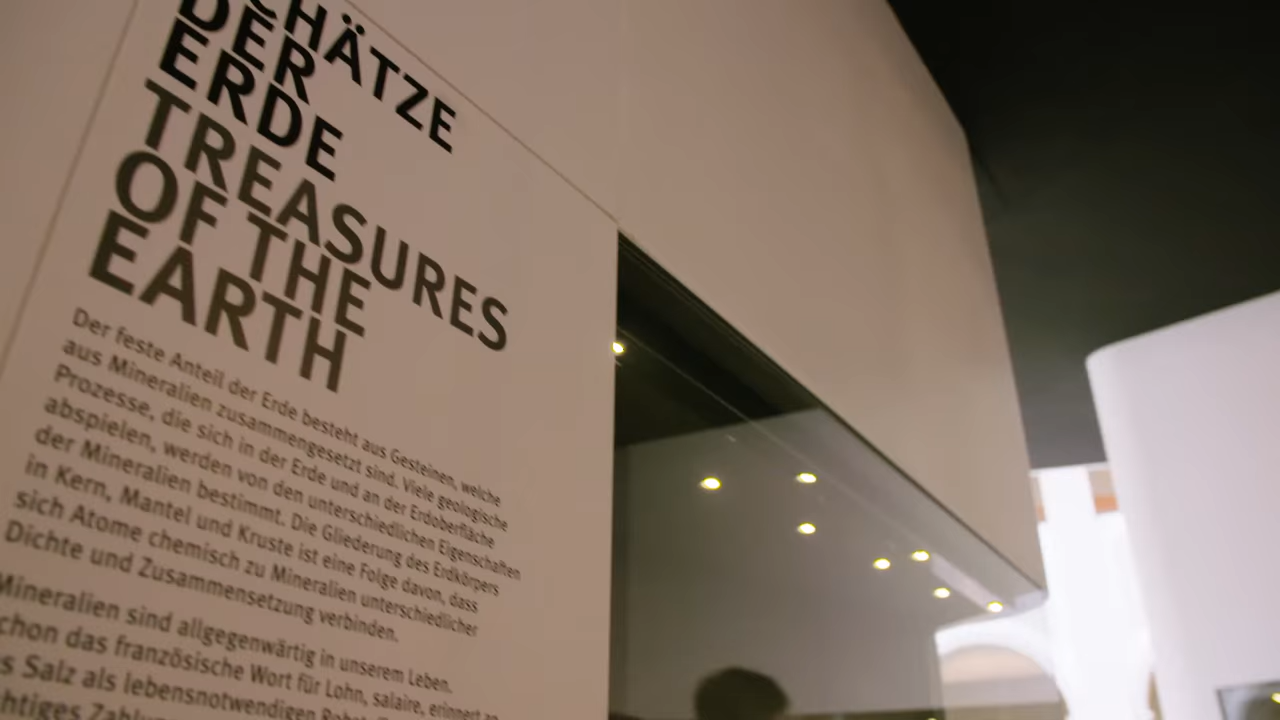 SCHÄTZE
DER
ERDE
TREASURES
OF THE
EARTH
Der feste Anteil der Erde besteht aus Gesteinen, welche
aus Mineralien zusammengesetzt sind. Viele geologische
Prozesse, die sich in der Erde und an der Erdoberfläche
abspielen, werden von den unterschiedlichen Eigenschaften
der Mineralien bestimmt. Die Gliederung des Erdkörpers
in Kern, Mantel und Kruste ist eine Folge davon, dass
sich Atome chemisch zu Mineralien unterschiedlicher
Dichte und Zusammensetzung verbinden.
Mineralien sind allgegenwärtig in unserem Leben.
chon das französische Wort für Lohn, salaire, erinnert
s Salz als lebensnotwendigen